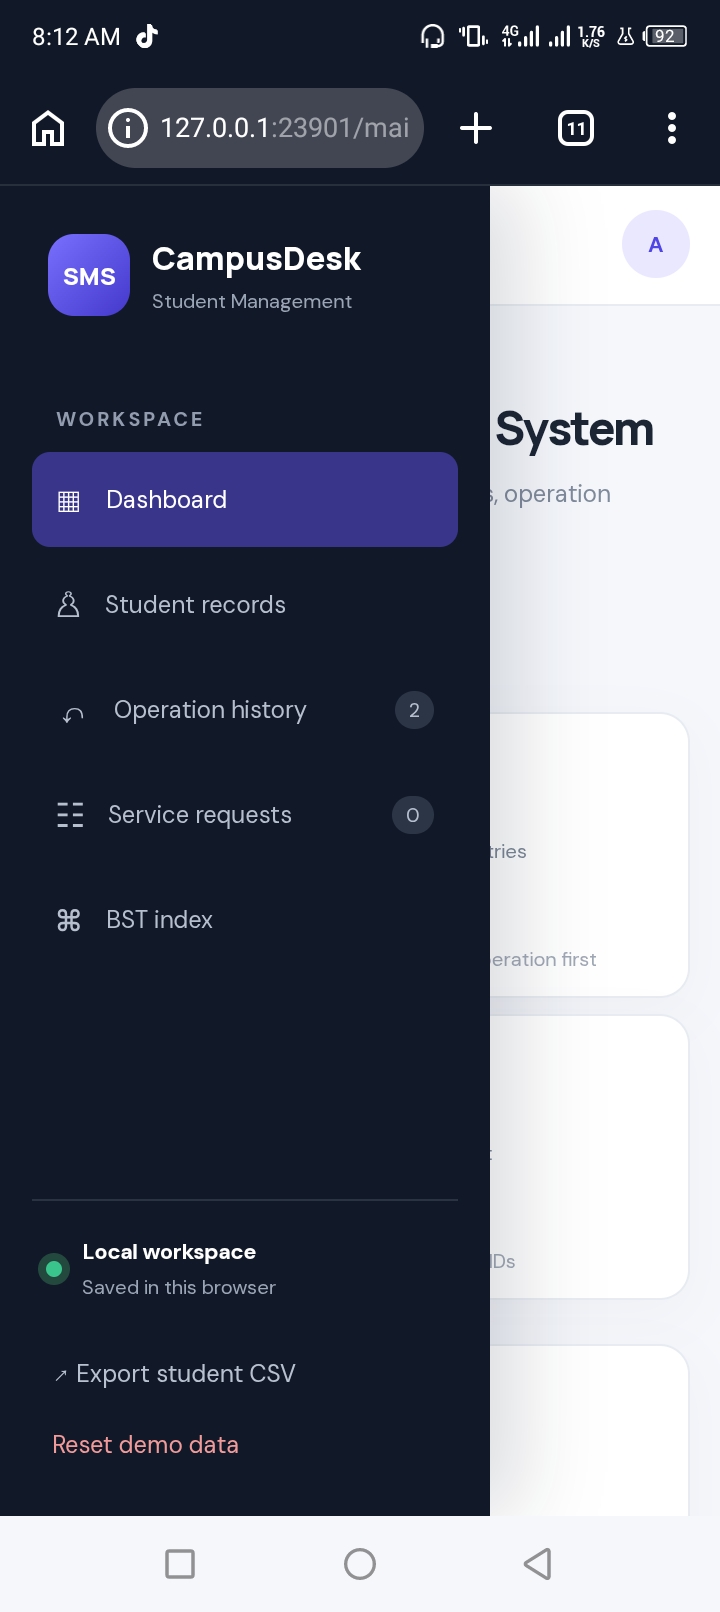 8:12 AM
4G
1.76
K/S
92
127.0.0.1:23901/mai
11
SMS
CampusDesk
Student Management
A
WORKSPACE
System
Dashboard
s, operation
Student records
Operation history 2
Service requests 0
tries
BST index
peration first
t
IDs
Local workspace
Saved in this browser
↗ Export student CSV
Reset demo data